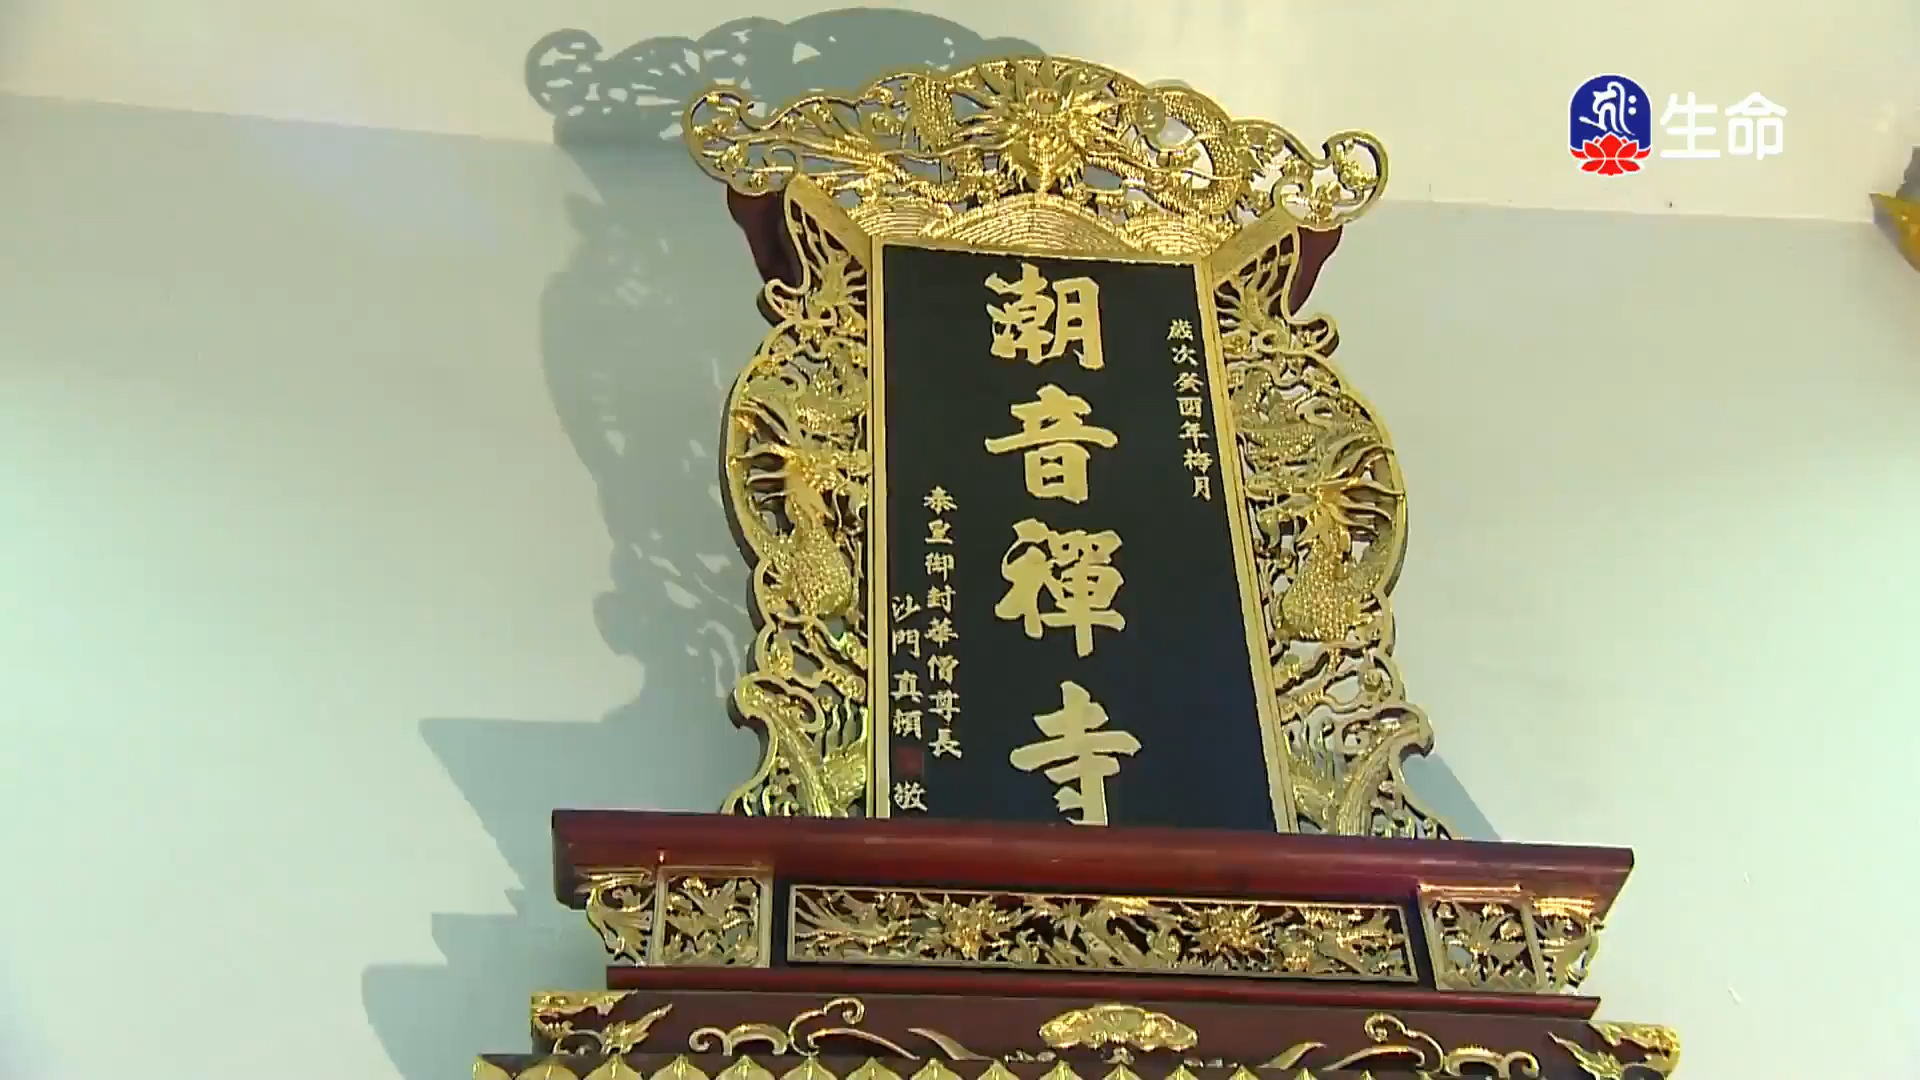 生命
歲次癸酉年梅月
潮音禪寺
泰皇御封華僧尊長
沙門真頓
敬